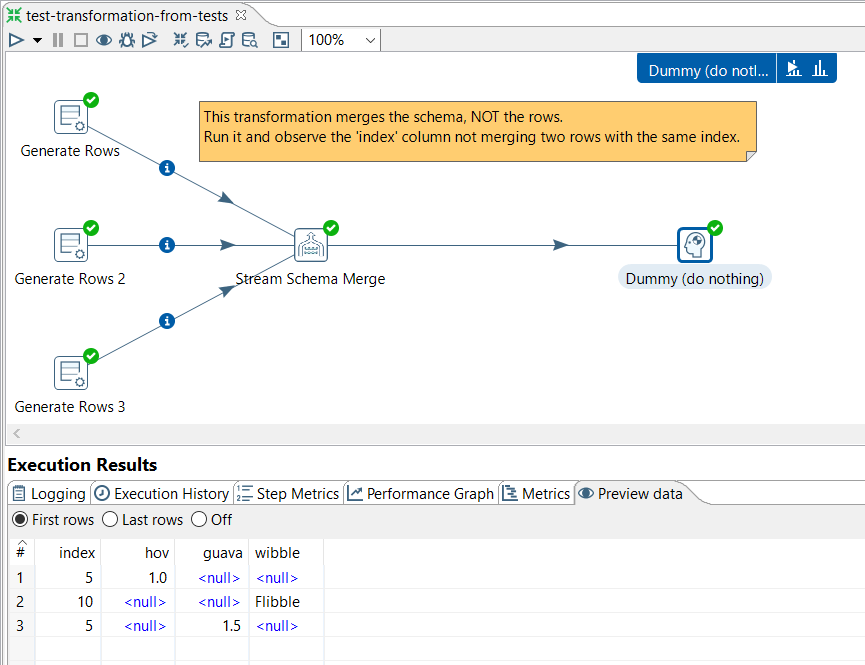 test-transformation-from-tests
100%
Dummy (do notl...
This transformation merges the schema, NOT the rows.
Run it and observe the 'index' column not merging two rows with the same index.
Generate Rows
Generate Rows 2
Stream Schema Merge
Dummy (do nothing)
Generate Rows 3
Execution Results
Logging Execution History Step Metrics Performance Graph Metrics Preview data
First rows Last rows Off
# index hov guava wibble
1 5 1.0 <null> <null>
2 10 <null> <null> Flibble
3 5 <null> 1.5 <null>